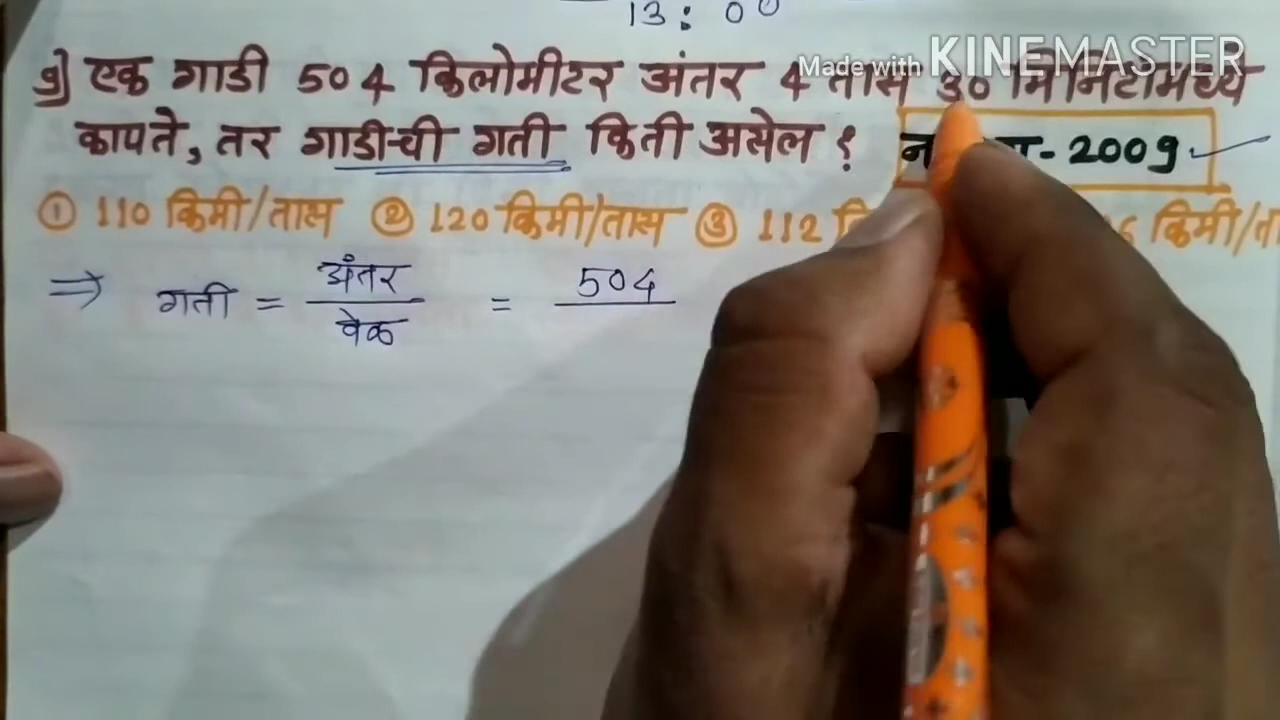 13: 00
Made with KINEMASTER
९] एक गाडी 504 किलोमीटर अंतर 4 तास 30 मिनिटांमध्ये
कापते, तर गाडीची गती किती असेल ?
- 2009
① 110 किमी/तास ② 120 किमी/तास ③ 112 किमी/
⇒ गती = अंतर / वेळ = 504